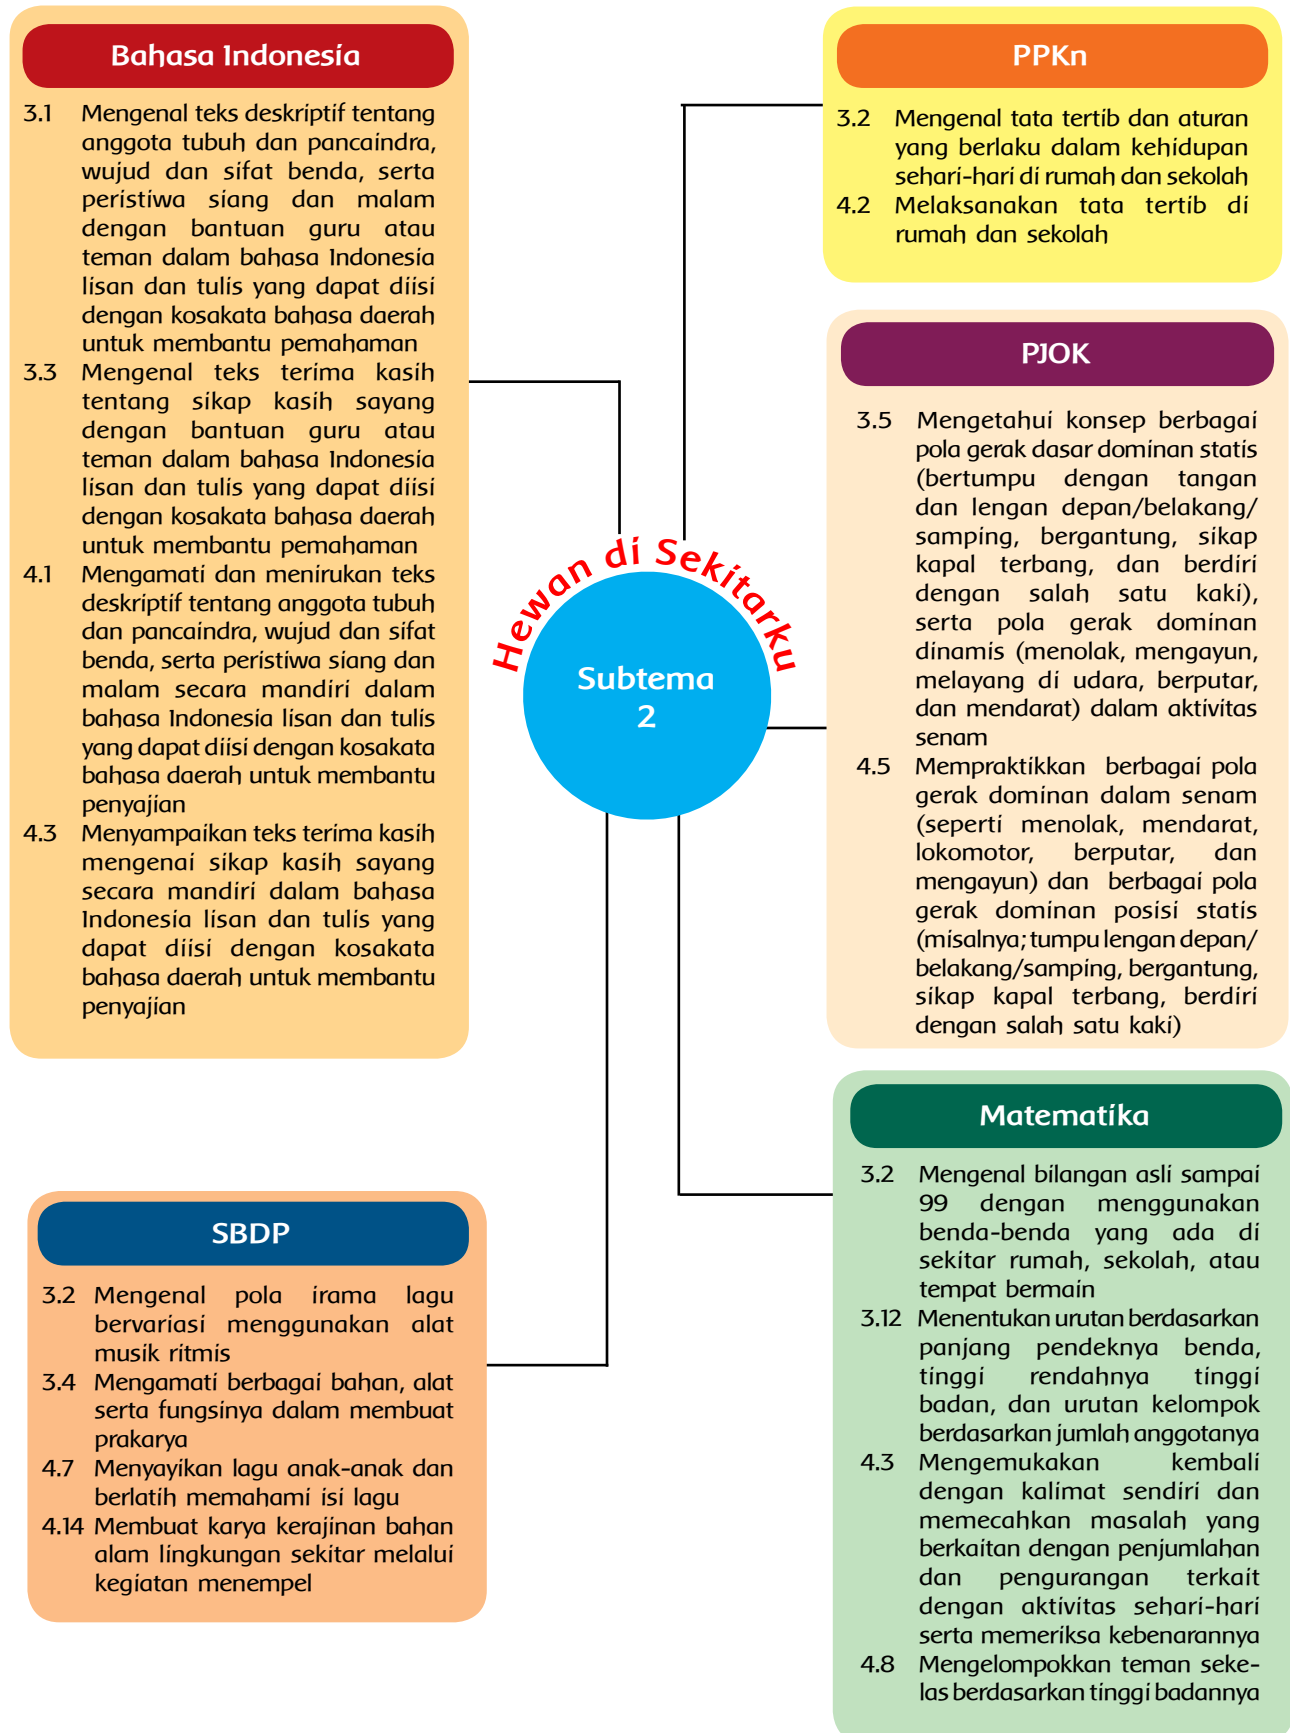 Bahasa Indonesia
3.1 Mengenal teks deskriptif tentang
anggota tubuh dan pancaindra,
wujud dan sifat benda, serta
peristiwa siang dan malam
dengan bantuan guru atau
teman dalam bahasa Indonesia
lisan dan tulis yang dapat diisi
dengan kosakata bahasa daerah
untuk membantu pemahaman
3.3 Mengenal teks terima kasih
tentang sikap kasih sayang
dengan bantuan guru atau
teman dalam bahasa Indonesia
lisan dan tulis yang dapat diisi
dengan kosakata bahasa daerah
untuk membantu pemahaman
4.1 Mengamati dan menirukan teks
deskriptif tentang anggota tubuh
dan pancaindra, wujud dan sifat
benda, serta peristiwa siang dan
malam secara mandiri dalam
bahasa Indonesia lisan dan tulis
yang dapat diisi dengan kosakata
bahasa daerah untuk membantu
penyajian
4.3 Menyampaikan teks terima kasih
mengenai sikap kasih sayang
secara mandiri dalam bahasa
Indonesia lisan dan tulis yang
dapat diisi dengan kosakata
bahasa daerah untuk membantu
penyajian
PPKn
3.2 Mengenal tata tertib dan aturan
yang berlaku dalam kehidupan
sehari-hari di rumah dan sekolah
4.2 Melaksanakan tata tertib di
rumah dan sekolah
PJOK
3.5 Mengetahui konsep berbagai
pola gerak dasar dominan statis
(bertumpu dengan tangan
dan lengan depan/belakang/
samping, bergantung, sikap
kapal terbang, dan berdiri
dengan salah satu kaki),
serta pola gerak dominan
dinamis (menolak, mengayun,
melayang di udara, berputar,
dan mendarat) dalam aktivitas
senam
4.5 Mempraktikkan berbagai pola
gerak dominan dalam senam
(seperti menolak, mendarat,
lokomotor, berputar, dan
mengayun) dan berbagai pola
gerak dominan posisi statis
(misalnya; tumpu lengan depan/
belakang/samping, bergantung,
sikap kapal terbang, berdiri
dengan salah satu kaki)
Hewan di Sekitarku
Subtema
2
SBDP
3.2 Mengenal pola irama lagu
bervariasi menggunakan alat
musik ritmis
3.4 Mengamati berbagai bahan, alat
serta fungsinya dalam membuat
prakarya
4.7 Menyayikan lagu anak-anak dan
berlatih memahami isi lagu
4.14 Membuat karya kerajinan bahan
alam lingkungan sekitar melalui
kegiatan menempel
Matematika
3.2 Mengenal bilangan asli sampai
99 dengan menggunakan
benda-benda yang ada di
sekitar rumah, sekolah, atau
tempat bermain
3.12 Menentukan urutan berdasarkan
panjang pendeknya benda,
tinggi rendahnya tinggi
badan, dan urutan kelompok
berdasarkan jumlah anggotanya
4.3 Mengemukakan kembali
dengan kalimat sendiri dan
memecahkan masalah yang
berkaitan dengan penjumlahan
dan pengurangan terkait
dengan aktivitas sehari-hari
serta memeriksa kebenarannya
4.8 Mengelompokkan teman seke-
las berdasarkan tinggi badannya